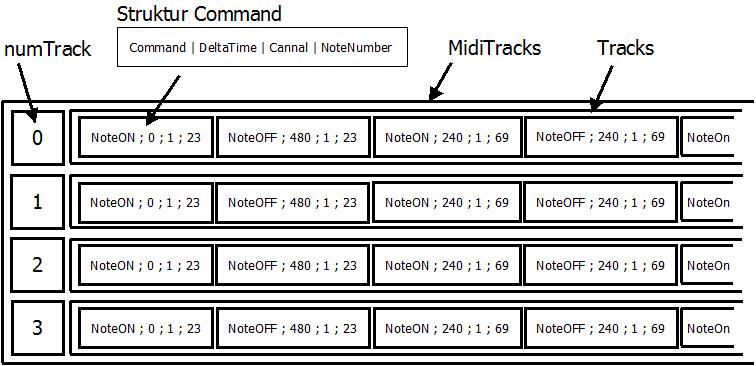 Struktur Command
numTrack
Command | DeltaTime | Cannal | NoteNumber
MidiTracks
Tracks
0
NoteON ; 0 ; 1 ; 23
NoteOFF ; 480 ; 1 ; 23
NoteON ; 240 ; 1 ; 69
NoteOFF ; 240 ; 1 ; 69
NoteOn
1
NoteON ; 0 ; 1 ; 23
NoteOFF ; 480 ; 1 ; 23
NoteON ; 240 ; 1 ; 69
NoteOFF ; 240 ; 1 ; 69
NoteOn
2
NoteON ; 0 ; 1 ; 23
NoteOFF ; 480 ; 1 ; 23
NoteON ; 240 ; 1 ; 69
NoteOFF ; 240 ; 1 ; 69
NoteOn
3
NoteON ; 0 ; 1 ; 23
NoteOFF ; 480 ; 1 ; 23
NoteON ; 240 ; 1 ; 69
NoteOFF ; 240 ; 1 ; 69
NoteOn